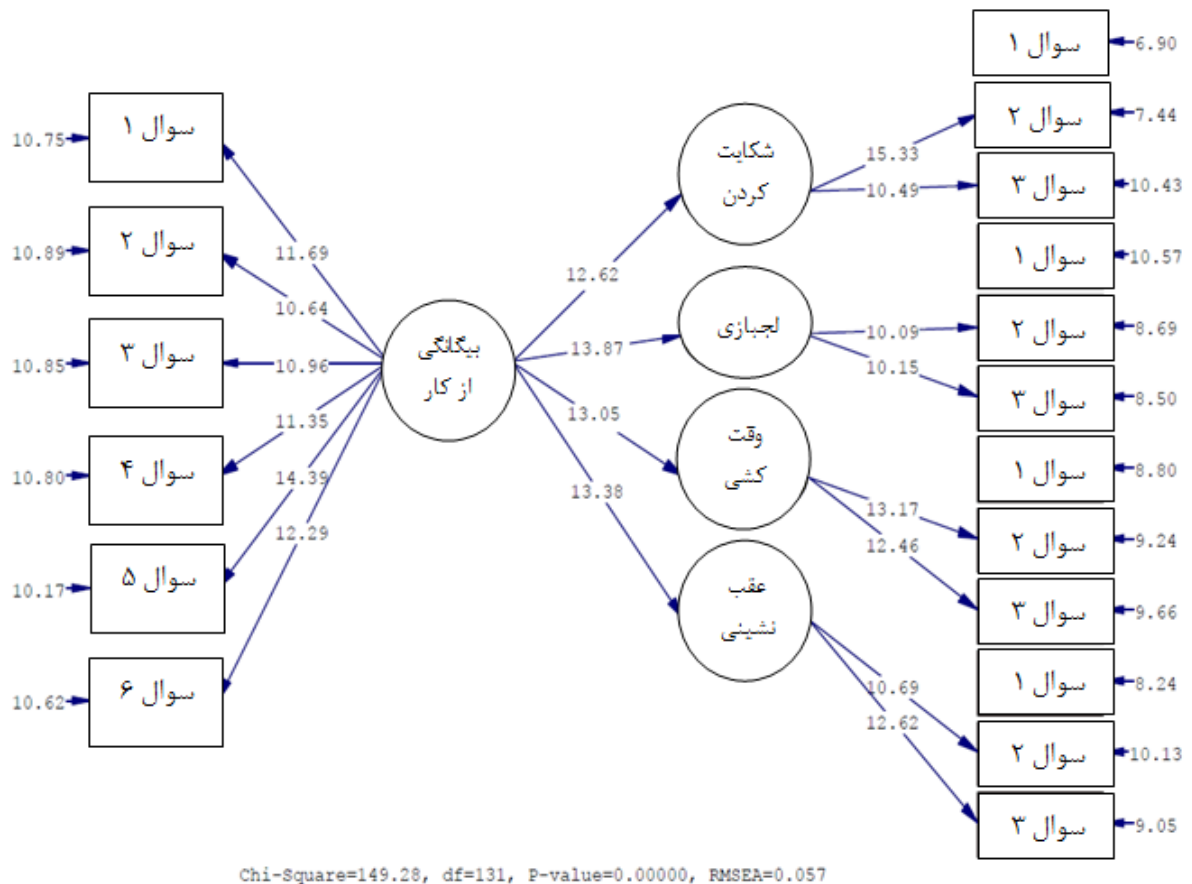 سوال ۱
6.90
سوال ۲
7.44
سوال ۳
10.43
سوال ۱
10.57
سوال ۲
8.69
سوال ۳
8.50
سوال ۱
8.80
سوال ۲
9.24
سوال ۳
9.66
سوال ۱
8.24
سوال ۲
10.13
سوال ۳
9.05
15.33
10.49
10.09
10.15
13.17
12.46
10.69
12.62
شکایت
کردن
لجبازی
وقت
کشی
عقب
نشینی
12.62
13.87
13.05
13.38
بیگانگی
از کار
11.69
10.64
10.96
11.35
14.39
12.29
سوال ۱
10.75
سوال ۲
10.89
سوال ۳
10.85
سوال ۴
10.80
سوال ۵
10.17
سوال ۶
10.62
Chi-Square=149.28, df=131, P-value=0.00000, RMSEA=0.057